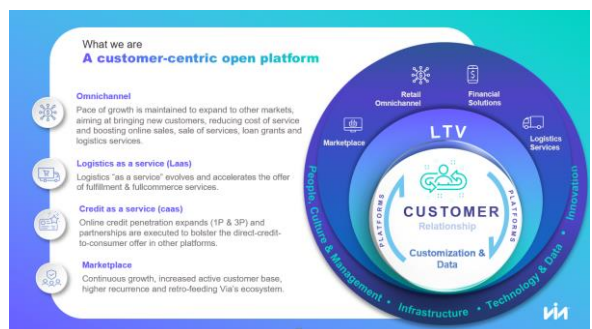 What we are
A customer-centric open platform
Omnichannel
Pace of growth is maintained to expand to other markets,
aiming at bringing new customers, reducing cost of service
and boosting online sales, sale of services, loan grants and
logistics services.
Logistics as a service (Laas)
Logistics "as a service" evolves and accelerates the offer
of fulfillment & fullcommerce services.
Credit as a service (caas)
Online credit penetration expands (1P & 3P) and
partnerships are executed to bolster the direct-credit-
to-consumer offer in other platforms.
Marketplace
Continuous growth, increased active customer base,
higher recurrence and retro-feeding Via's ecosystem.
Marketplace
Retail
Omnichannel
Financial
Solutions
Logistics
Services
LTV
PLATFORMS
CUSTOMER
Relationship
Customization &
Data
PLATFORMS
People, Culture & Management • Infrastructure • Technology & Data • Innovation
via